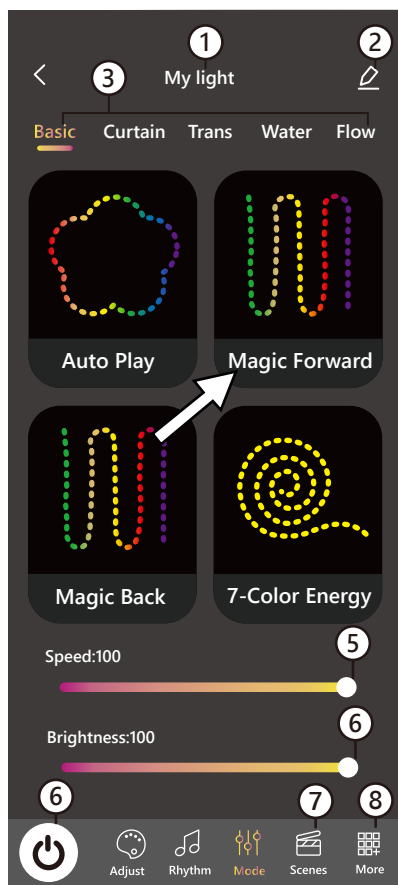 1
2
3
My light
Basic Curtain Trans Water Flow
Auto Play
Magic Forward
Magic Back
7-Color Energy
Speed:100
5
Brightness:100
6
6
7
8
Adjust Rhythm Mode Scenes More